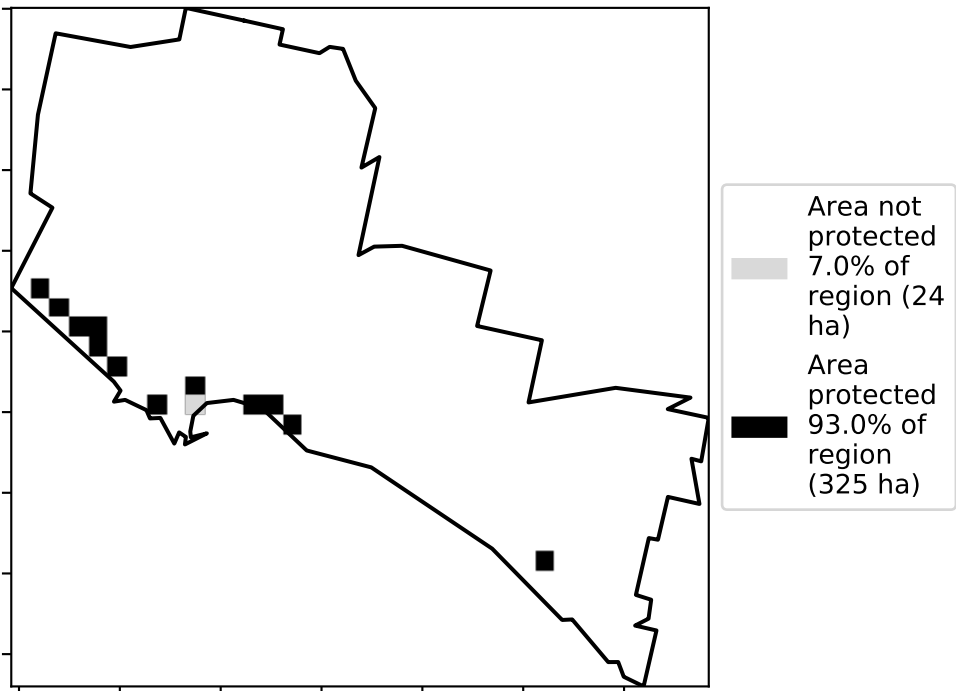 Area not
protected
7.0% of
region (24
ha)
Area
protected
93.0% of
region
(325 ha)